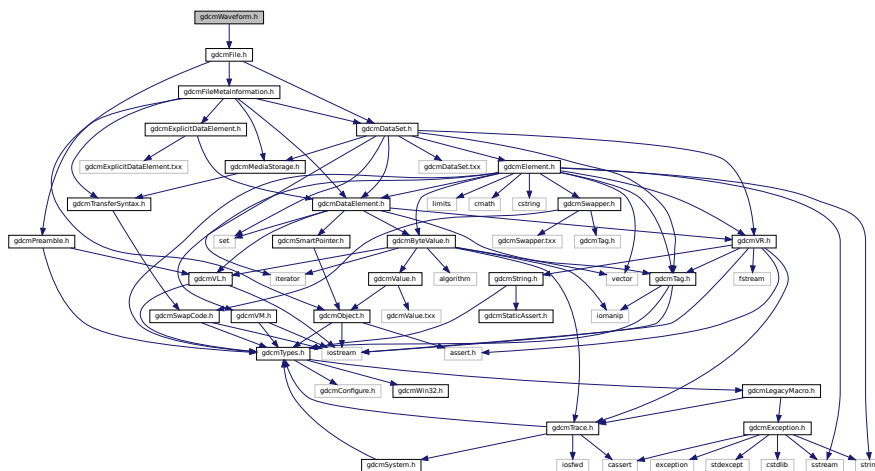 gdcmWaveform.h
gdcmFile.h
gdcmFileMetaInformation.h
gdcmExplicitDataElement.h
gdcmDataSet.h
gdcmExplicitDataElement.txx
gdcmMediaStorage.h
gdcmDataSet.txx
gdcmElement.h
gdcmTransferSyntax.h
gdcmDataElement.h
limits
cmath
cstring
gdcmSwapper.h
gdcmPreamble.h
set
gdcmSmartPointer.h
gdcmByteValue.h
gdcmSwapper.txx
gdcmTag.h
gdcmVR.h
gdcmVL.h
iterator
gdcmValue.h
algorithm
gdcmString.h
vector
gdcmTag.h
fstream
gdcmSwapCode.h
gdcmVM.h
gdcmObject.h
gdcmValue.txx
gdcmStaticAssert.h
iomanip
gdcmTypes.h
iostream
assert.h
gdcmConfigure.h
gdcmWin32.h
gdcmLegacyMacro.h
gdcmTrace.h
gdcmException.h
gdcmSystem.h
iosfwd
cassert
exception
stdexcept
cstdlib
sstream